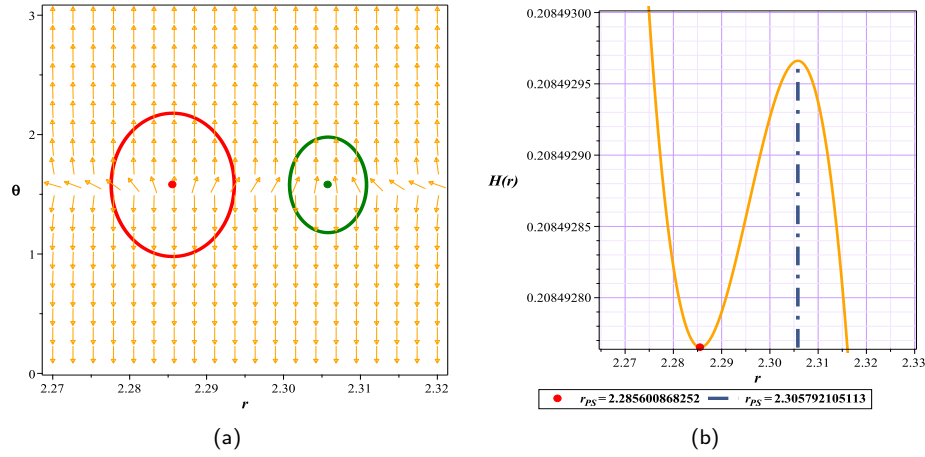 3
2
θ
1
0
2.27 2.28 2.29 2.30 2.31 2.32
r
(a)
0.20849300
0.20849295
0.20849290
H(r)
0.20849285
0.20849280
2.27 2.28 2.29 2.30 2.31 2.32 2.33
r
r_PS = 2.285600868252 r_PS = 2.305792105113
(b)